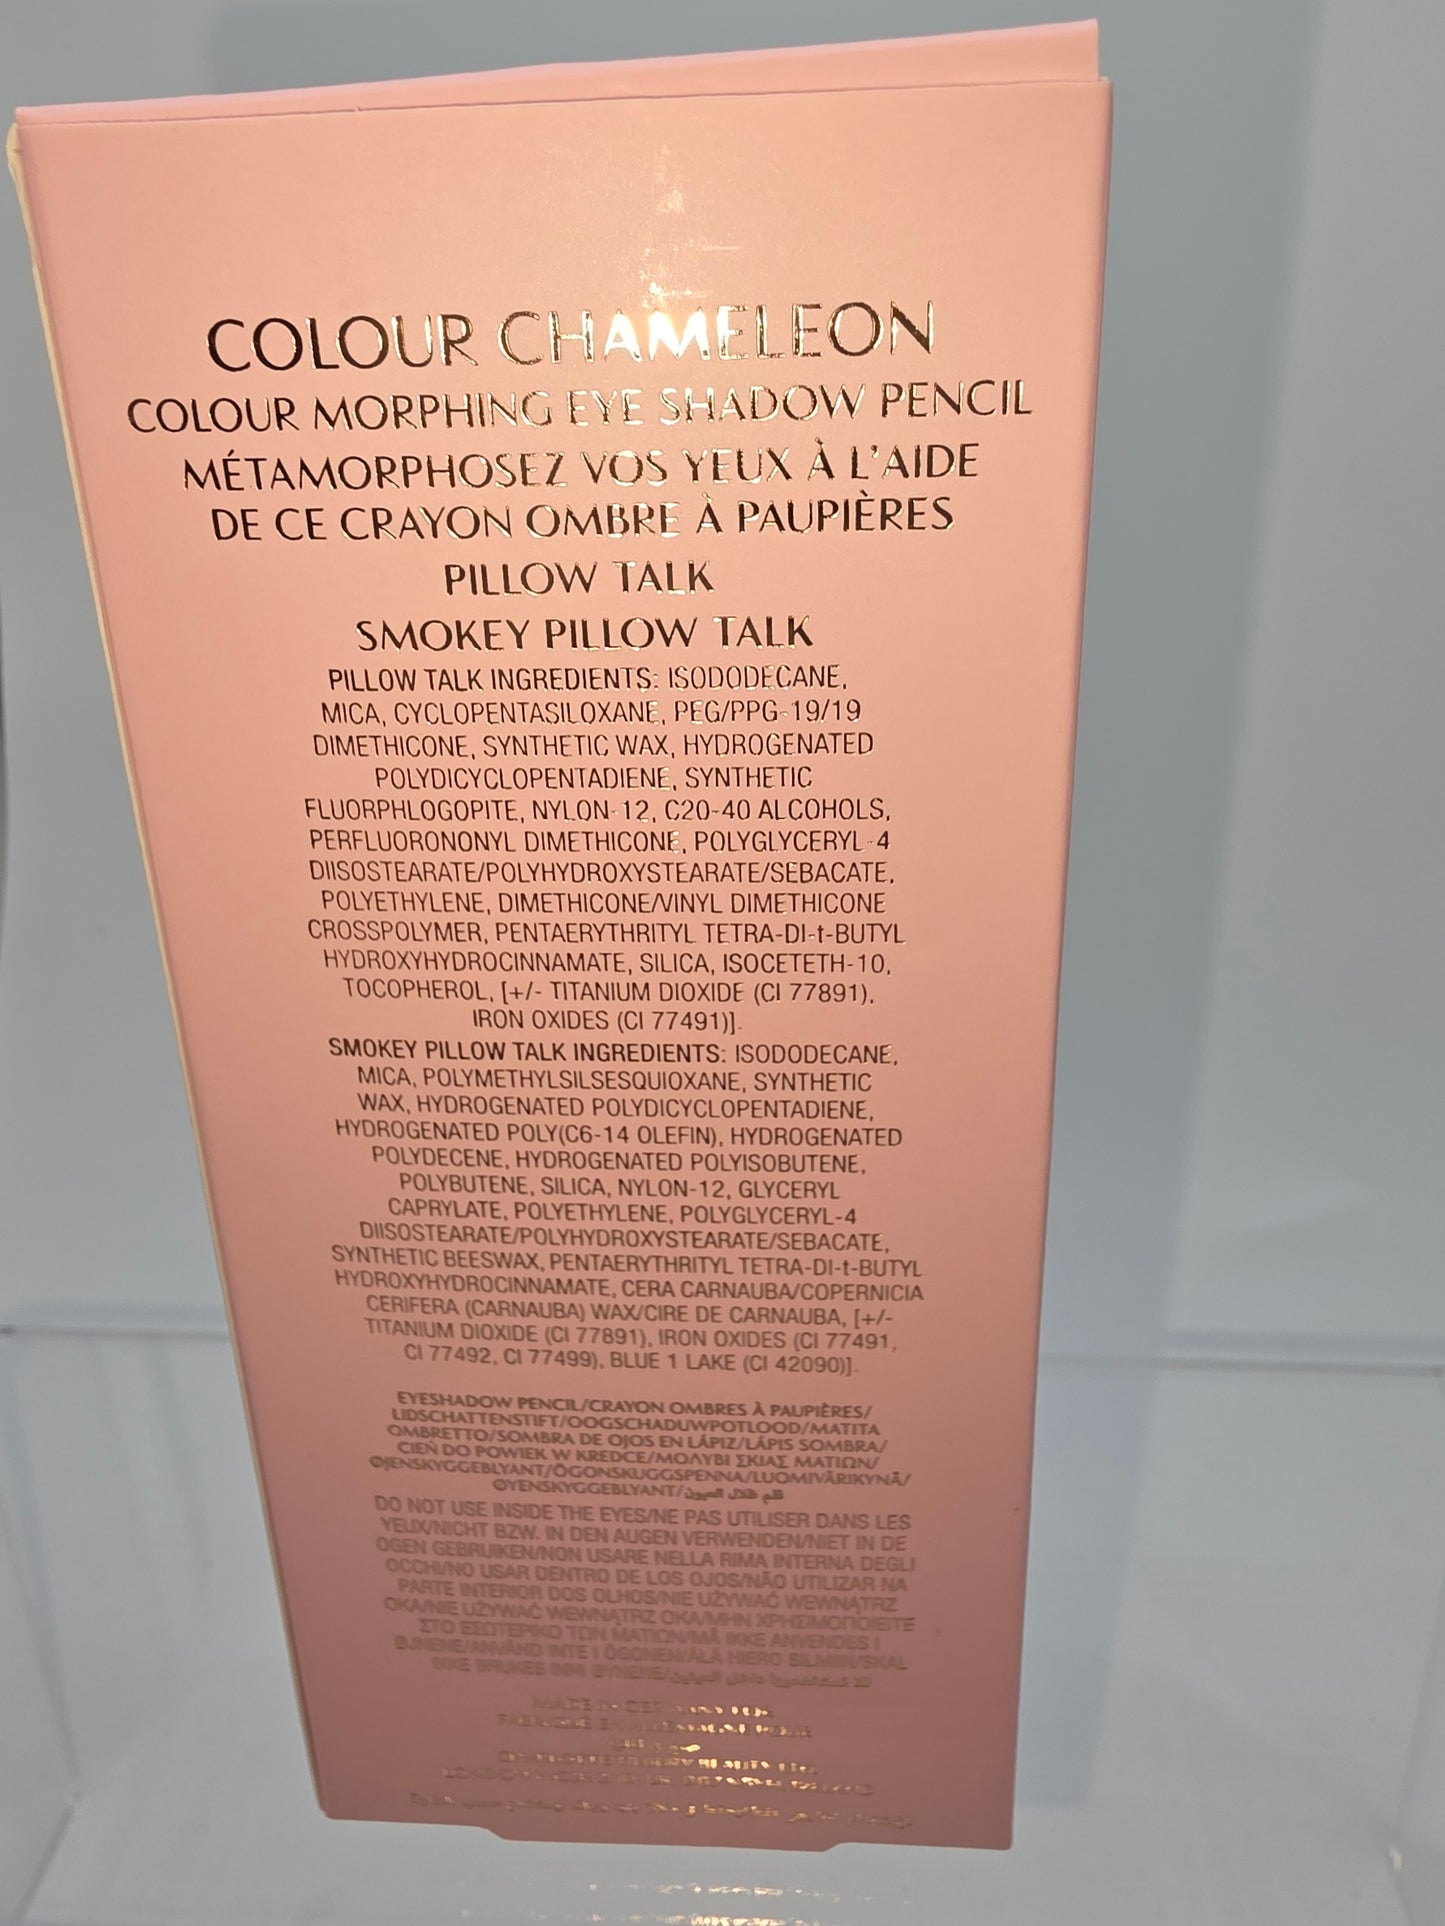 COLOUR CHAMELEON
COLOUR MORPHING EYE SHADOW PENCIL
MÉTAMORPHOSEZ VOS YEUX À L'AIDE
DE CE CRAYON OMBRE À PAUPIÈRES
PILLOW TALK
SMOKEY PILLOW TALK
PILLOW TALK INGREDIENTS: ISODODECANE,
MICA, CYCLOPENTASILOXANE, PEG/PPG-19/19
DIMETHICONE, SYNTHETIC WAX, HYDROGENATED
POLYDICYCLOPENTADIENE, SYNTHETIC
FLUORPHLOGOPITE, NYLON-12, C20-40 ALCOHOLS,
PERFLUORONONYL DIMETHICONE, POLYGLYCERYL-4
DIISOSTEARATE/POLYHYDROXYSTEARATE/SEBACATE,
POLYETHYLENE, DIMETHICONE/VINYL DIMETHICONE
CROSSPOLYMER, PENTAERYTHRITYL TETRA-DI-t-BUTYL
HYDROXYHYDROCINNAMATE, SILICA, ISOCETETH-10,
TOCOPHEROL, [+/- TITANIUM DIOXIDE (CI 77891),
IRON OXIDES (CI 77491)].
SMOKEY PILLOW TALK INGREDIENTS: ISODODECANE,
MICA, POLYMETHYLSILSESQUIOXANE, SYNTHETIC
WAX, HYDROGENATED POLYDICYCLOPENTADIENE,
HYDROGENATED POLY(C6-14 OLEFIN), HYDROGENATED
POLYDECENE, HYDROGENATED POLYISOBUTENE,
POLYBUTENE, SILICA, NYLON-12, GLYCERYL
CAPRYLATE, POLYETHYLENE, POLYGLYCERYL-4
DIISOSTEARATE/POLYHYDROXYSTEARATE/SEBACATE,
SYNTHETIC BEESWAX, PENTAERYTHRITYL TETRA-DI-t-BUTYL
HYDROXYHYDROCINNAMATE, CERA CARNAUBA/COPERNICIA
CERIFERA (CARNAUBA) WAX/CIRE DE CARNAUBA, [+/-
TITANIUM DIOXIDE (CI 77891), IRON OXIDES (CI 77491,
CI 77492, CI 77499), BLUE 1 LAKE (CI 42090)].
EYESHADOW PENCIL/CRAYON OMBRES À PAUPIÈRES/
LIDSCHATTENSTIFT/OOGSCHADUWPOTLOOD/MATITA
OMBRETTO/SOMBRA DE OJOS EN LÁPIZ/LÁPIS SOMBRA/
CIEŃ DO POWIEK W KREDCE/ΜΟΛΥΒΙ ΣΚΙΑΣ ΜΑΤΙΩΝ/
ØJENSKYGGEBLYANT/ÖGONSKUGGSPENNA/LUOMIVÄRIKYNÄ/
ØYENSKYGGEBLYANT/قلم ظلال العيون
DO NOT USE INSIDE THE EYES/NE PAS UTILISER DANS LES
YEUX/NICHT BZW. IN DEN AUGEN VERWENDEN/NIET IN DE
OGEN GEBRUIKEN/NON USARE NELLA RIMA INTERNA DEGLI
OCCHI/NO USAR DENTRO DE LOS OJOS/NÃO UTILIZAR NA
PARTE INTERIOR DOS OLHOS/NIE UŻYWAĆ WEWNĄTRZ
OKA/NIE UŻYWAĆ WEWNĄTRZ OKA/ΜΗΝ ΧΡΗΣΙΜΟΠΟΙΕΙΤΕ
ΣΤΟ ΕΣΩΤΕΡΙΚΟ ΤΩΝ ΜΑΤΙΩΝ/MÅ IKKE ANVENDES I
ØJNENE/ANVÄND INTE I ÖGONEN/ÄLÄ HIERO SILMIIN/SKAL
IKKE BRUKES INNI ØYNENE/
MADE IN